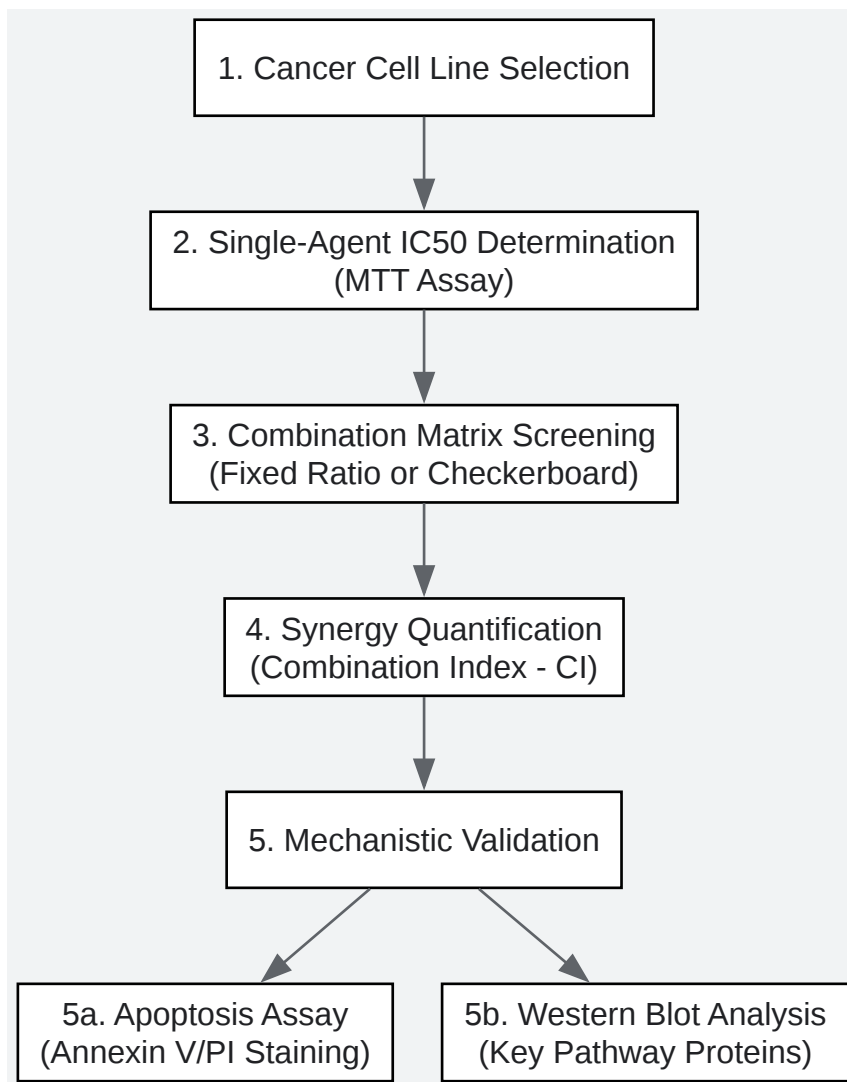 1. Cancer Cell Line Selection
2. Single-Agent IC50 Determination
(MTT Assay)
3. Combination Matrix Screening
(Fixed Ratio or Checkerboard)
4. Synergy Quantification
(Combination Index - CI)
5. Mechanistic Validation
5a. Apoptosis Assay
(Annexin V/PI Staining)
5b. Western Blot Analysis
(Key Pathway Proteins)